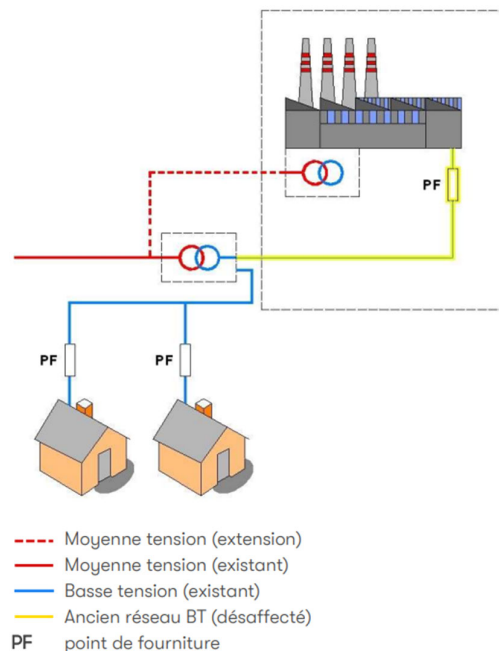 PF
PF
PF
Moyenne tension (extension)
Moyenne tension (existant)
Basse tension (existant)
Ancien réseau BT (désaffecté)
PF point de fourniture